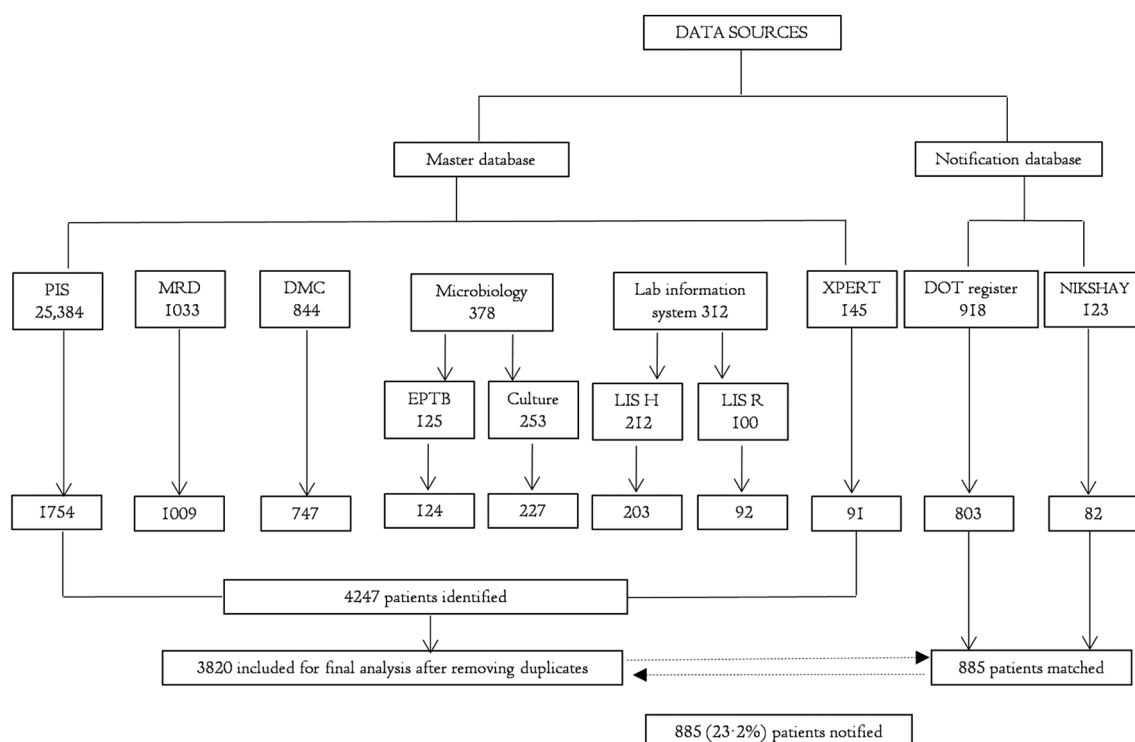 DATA SOURCES
Master database
Notification database
PIS
25,384
MRD
1033
DMC
844
Microbiology
378
Lab information
system 312
XPERT
145
DOT register
918
NIKSHAY
123
EPTB
125
Culture
253
LIS H
212
LIS R
100
1754
1009
747
124
227
203
92
91
803
82
4247 patients identified
3820 included for final analysis after removing duplicates
885 patients matched
885 (23·2%) patients notified